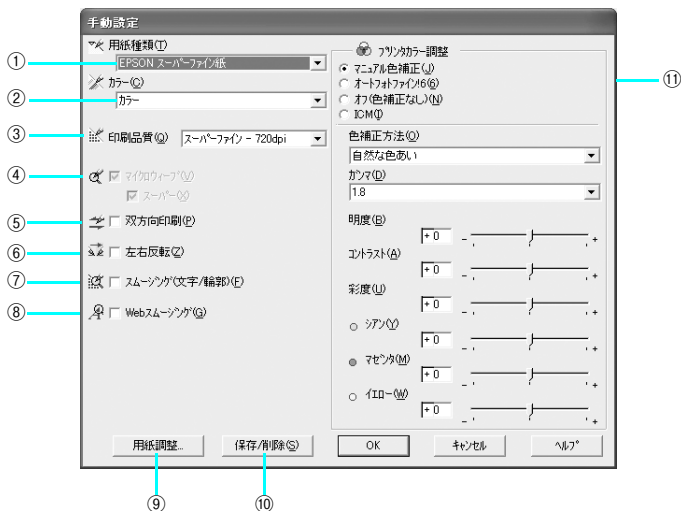 手動設定
用紙種類(T)
① EPSON スーパーファイン紙
カラー(C)
② カラー
③ 印刷品質(Q) スーパーファイン - 720dpi
④ マイクロウィーブ(V)
スーパー(X)
⑤ 双方向印刷(P)
⑥ 左右反転(Z)
⑦ スムージング(文字/輪郭)(F)
⑧ Webスムージング(G)
プリンタカラー調整
⑪
マニュアル色補正(J)
オートフォトファイン!6(6)
オフ(色補正なし)(N)
ICM(I)
色補正方法(O)
自然な色あい
ガンマ(D)
1.8
明度(B)
+ 0 - +
コントラスト(A)
+ 0 - +
彩度(U)
+ 0 - +
シアン(Y)
+ 0 - +
マゼンタ(M)
+ 0 - +
イエロー(W)
+ 0 - +
用紙調整... 保存/削除(S) OK キャンセル ヘルプ
⑨ ⑩